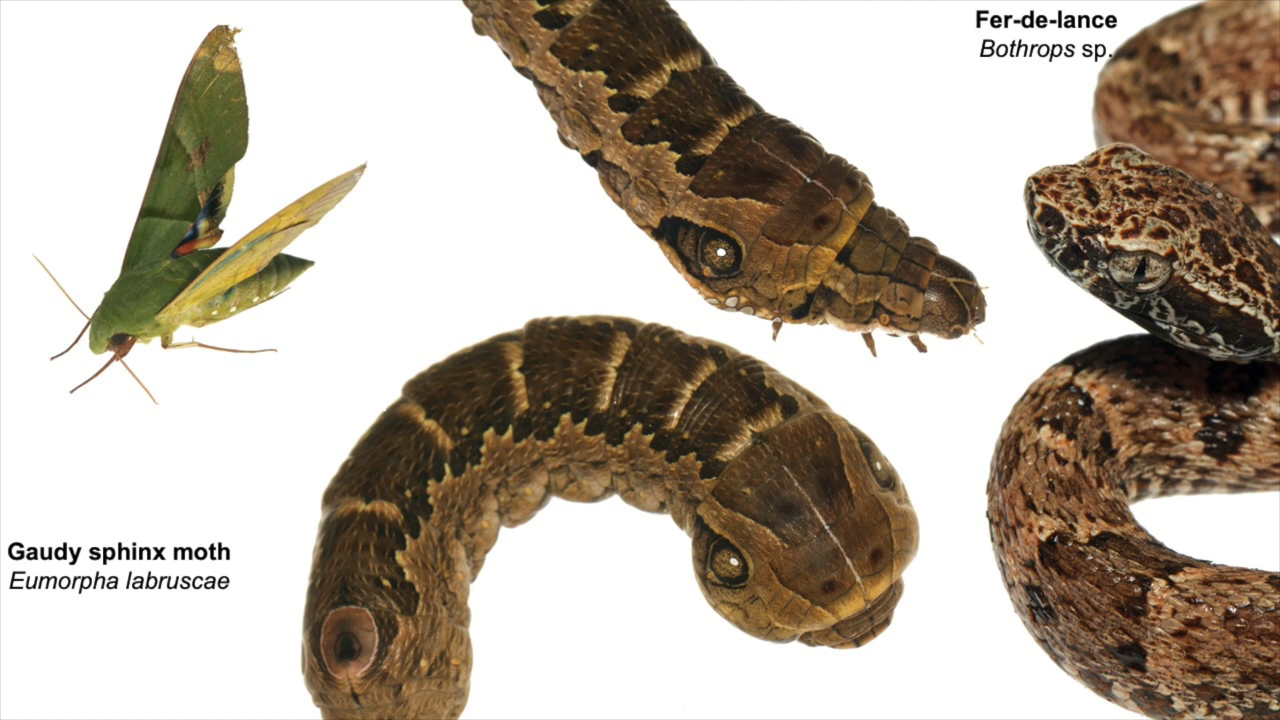 Fer-de-lance
Bothrops sp.
Gaudy sphinx moth
Eumorpha labruscae